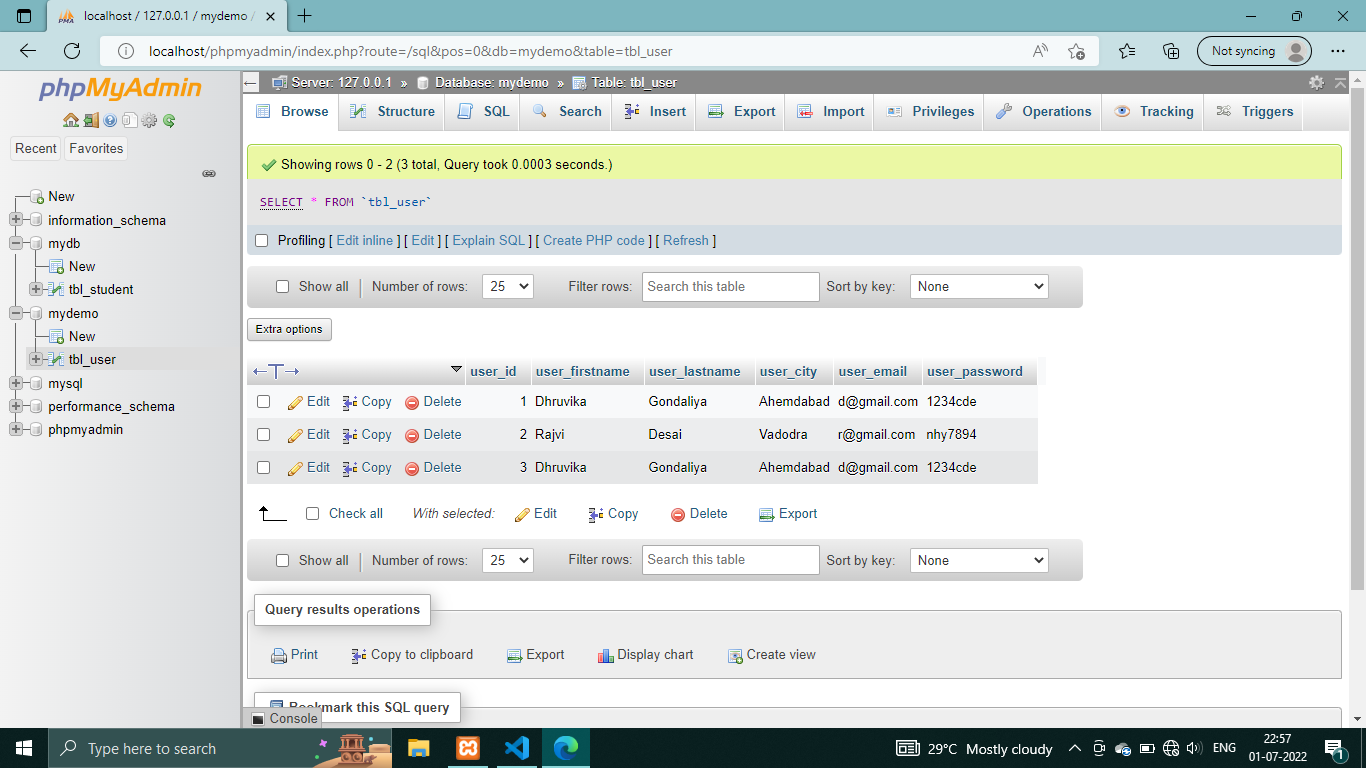 localhost / 127.0.0.1 / mydemo /
localhost/phpmyadmin/index.php?route=/sql&pos=0&db=mydemo&table=tbl_user
Not syncing
phpMyAdmin
Recent Favorites
New
information_schema
mydb
New
tbl_student
mydemo
New
tbl_user
mysql
performance_schema
phpmyadmin
Server: 127.0.0.1 » Database: mydemo » Table: tbl_user
Browse Structure SQL Search Insert Export Import Privileges Operations Tracking Triggers
Showing rows 0 - 2 (3 total, Query took 0.0003 seconds.)
SELECT * FROM `tbl_user`
Profiling [ Edit inline ] [ Edit ] [ Explain SQL ] [ Create PHP code ] [ Refresh ]
Show all Number of rows: 25 Filter rows: Search this table Sort by key: None
Extra options
user_id user_firstname user_lastname user_city user_email user_password
Edit Copy Delete 1 Dhruvika Gondaliya Ahemdabad d@gmail.com 1234cde
Edit Copy Delete 2 Rajvi Desai Vadodra r@gmail.com nhy7894
Edit Copy Delete 3 Dhruvika Gondaliya Ahemdabad d@gmail.com 1234cde
Check all With selected: Edit Copy Delete Export
Show all Number of rows: 25 Filter rows: Search this table Sort by key: None
Query results operations
Print Copy to clipboard Export Display chart Create view
Bookmark this SQL query
Console
Type here to search
29°C Mostly cloudy
ENG
22:57
01-07-2022
1